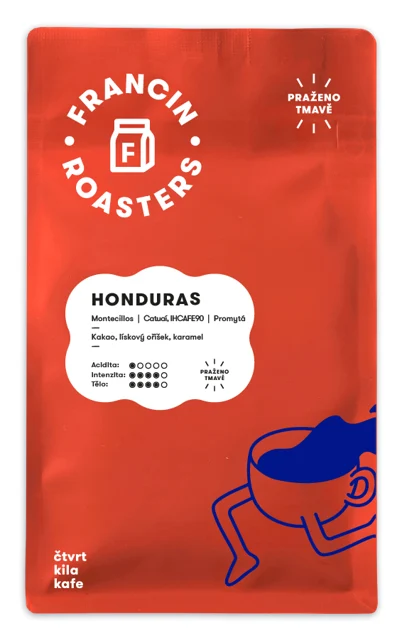 FRANCIN
ROASTERS
F
PRAŽENO
TMAVĚ
HONDURAS
Montecillos | Catuai, IHCAFE90 | Promytá
Kakao, lískový oříšek, karamel
Acidita:
Intenzita:
Tělo:
PRAŽENO
TMAVĚ
čtvrt
kila
kafe